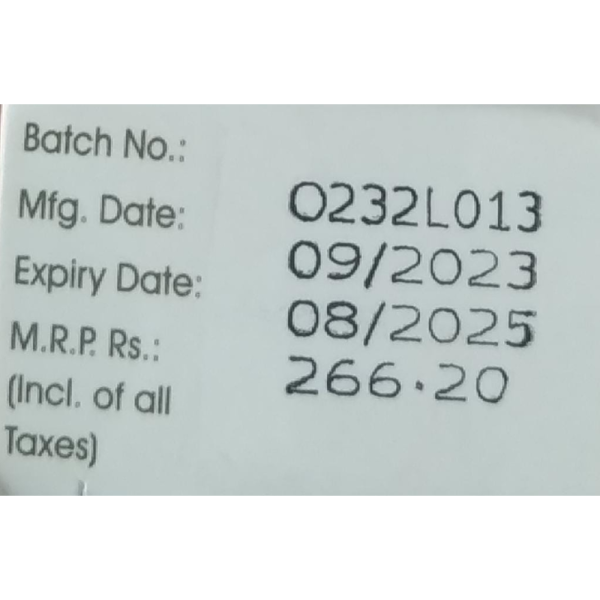 Batch No.:
Mfg. Date: O232L013
Expiry Date: 09/2023
M.R.P. Rs.: 08/2025
(Incl. of all 266.20
Taxes)